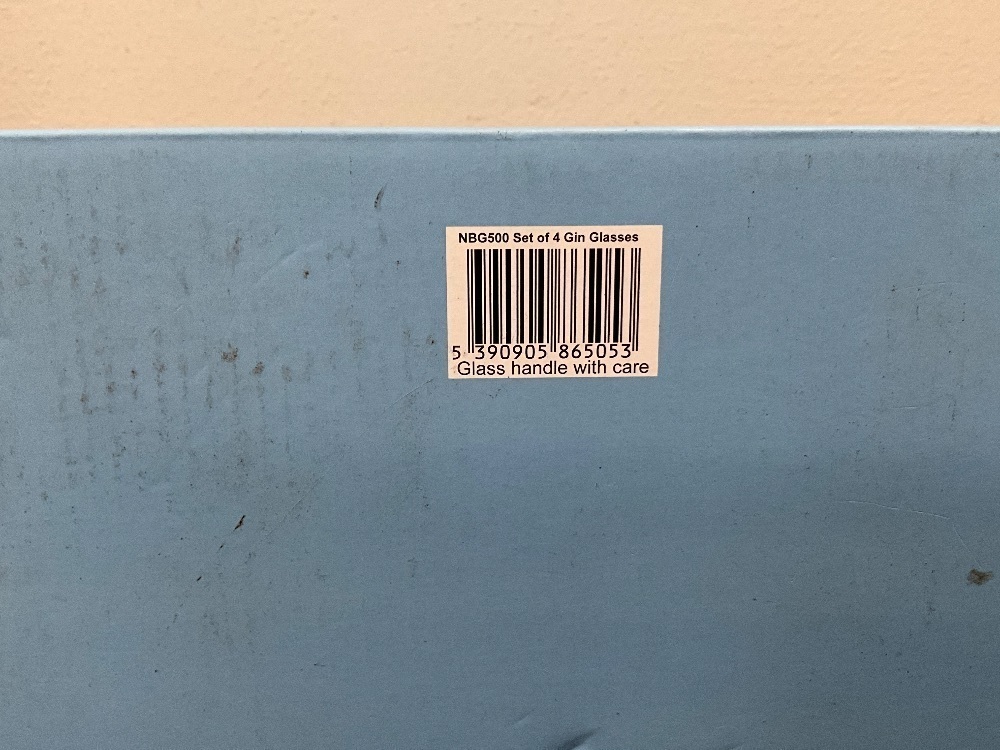 NBG500 Set of 4 Gin Glasses
5 390905 865053
Glass handle with care